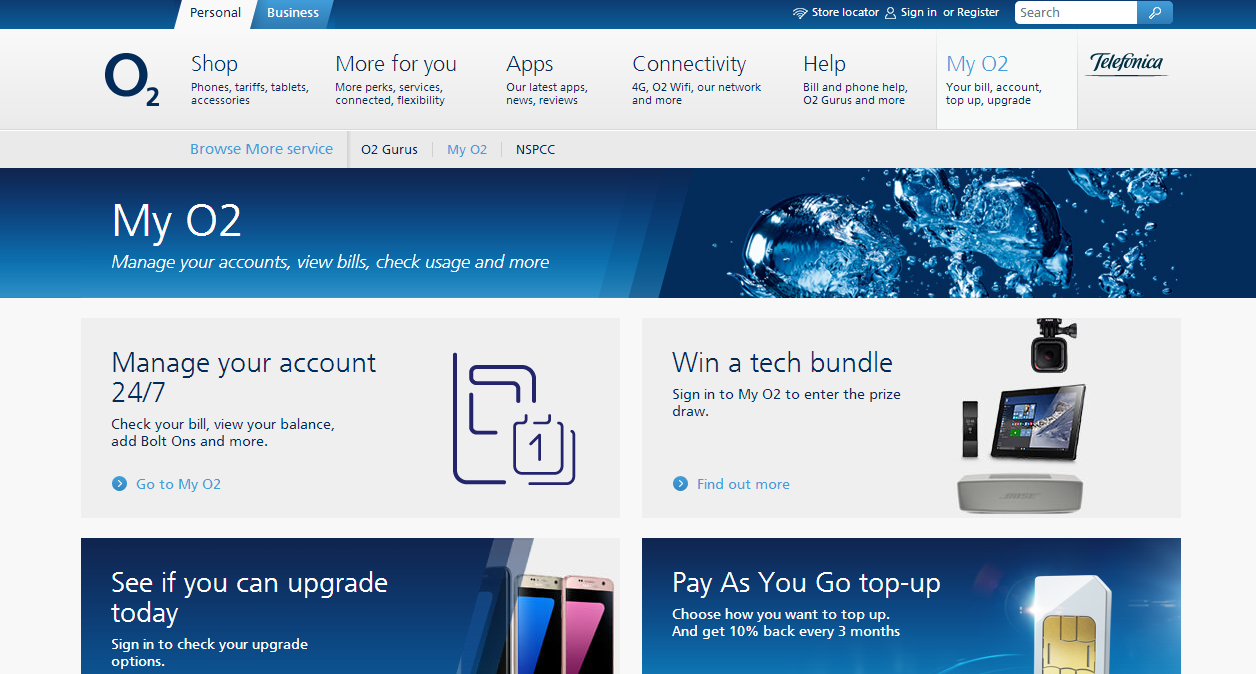 Personal
Business
Store locator
Sign in or Register
Search
O2
Shop
Phones, tariffs, tablets,
accessories
More for you
More perks, services,
connected, flexibility
Apps
Our latest apps,
news, reviews
Connectivity
4G, O2 Wifi, our network
and more
Help
Bill and phone help,
O2 Gurus and more
My O2
Your bill, account,
top up, upgrade
Telefónica
Browse More service
O2 Gurus
My O2
NSPCC
My O2
Manage your accounts, view bills, check usage and more
Manage your account
24/7
Check your bill, view your balance,
add Bolt Ons and more.
Go to My O2
1
Win a tech bundle
Sign in to My O2 to enter the prize
draw.
Find out more
BOSE
See if you can upgrade
today
Sign in to check your upgrade
options.
Pay As You Go top-up
Choose how you want to top up.
And get 10% back every 3 months